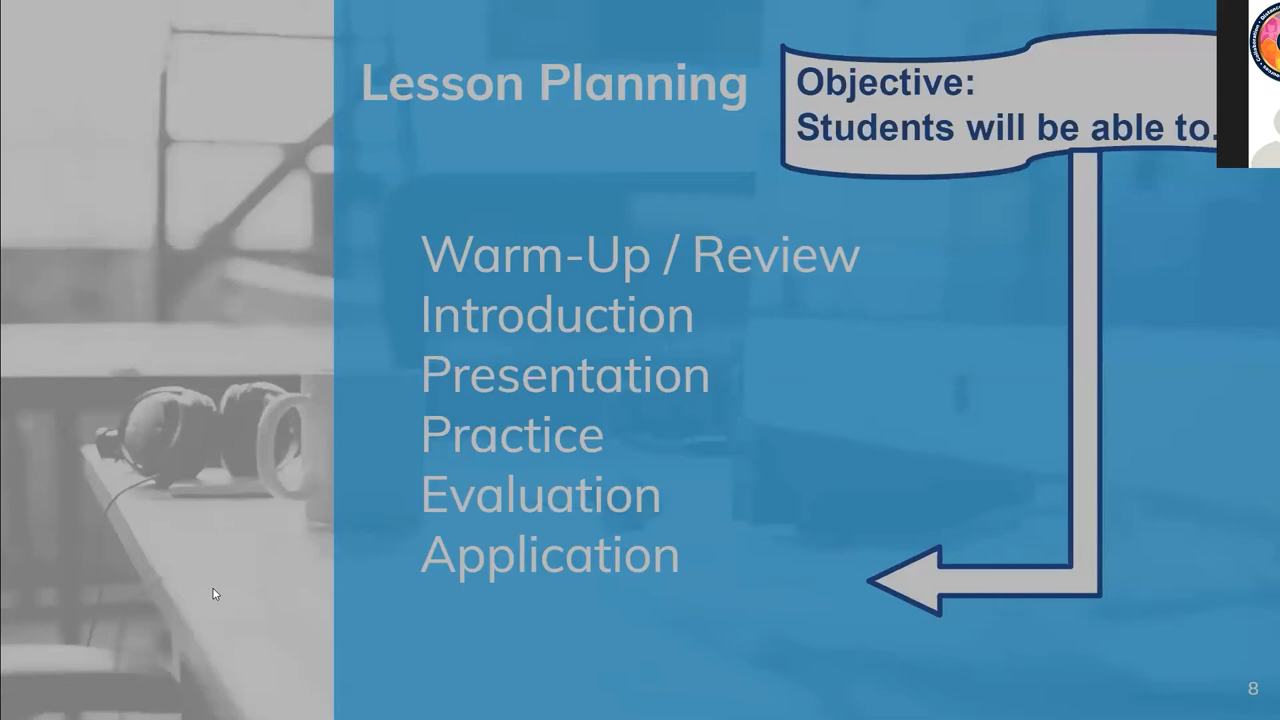 Lesson Planning
Objective:
Students will be able to.
Warm-Up / Review
Introduction
Presentation
Practice
Evaluation
Application
8